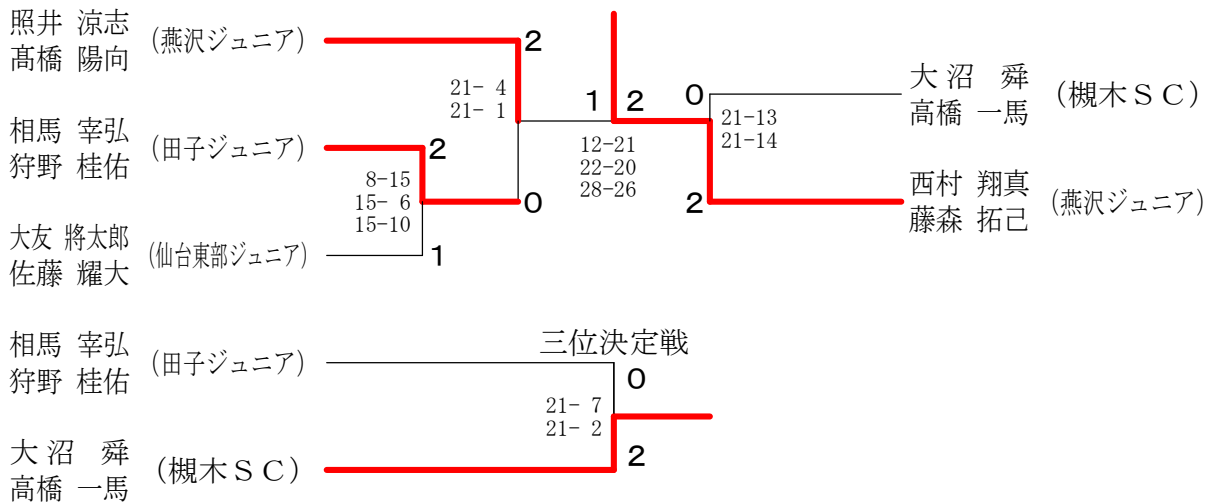 照井 涼志
髙橋 陽向
(燕沢ジュニア)
2
21- 4
21- 1
相馬 宰弘
狩野 桂佑
(田子ジュニア)
2
8-15
15- 6
15-10
0
大友 將太郎
佐藤 耀大
(仙台東部ジュニア)
1
1
2
12-21
22-20
28-26
0
21-13
21-14
2
大沼 舜
高橋 一馬
(槻木SC)
西村 翔真
藤森 拓己
(燕沢ジュニア)
三位決定戦
相馬 宰弘
狩野 桂佑
(田子ジュニア)
0
21- 7
21- 2
2
大沼 舜
高橋 一馬
(槻木SC)